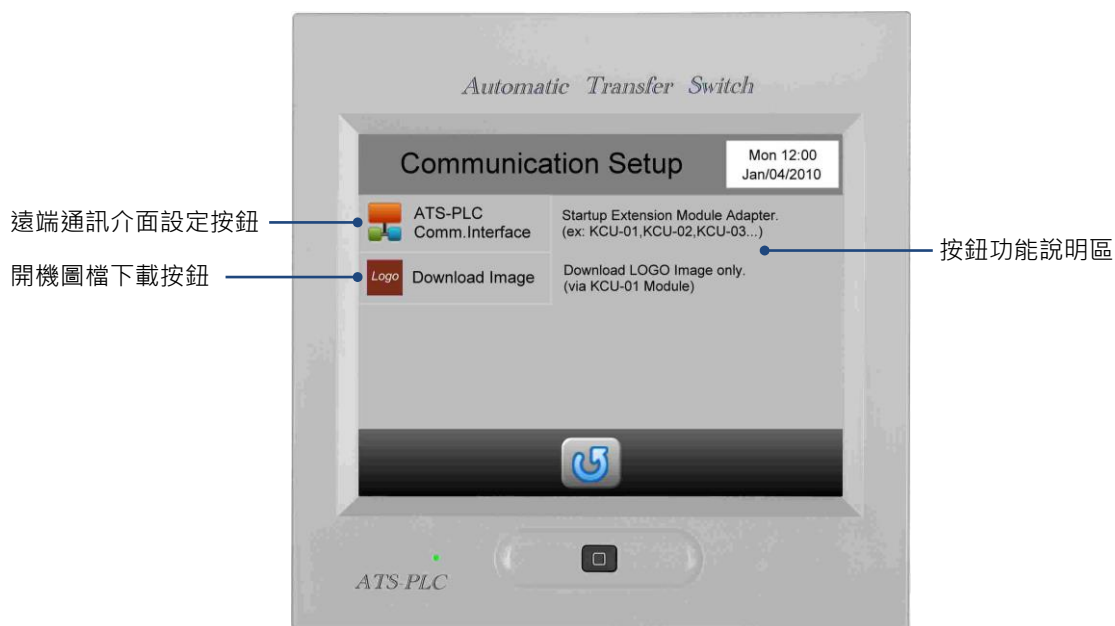 Automatic Transfer Switch
Communication Setup
Mon 12:00
Jan/04/2010
遠端通訊介面設定按鈕
ATS-PLC
Comm.Interface
Startup Extension Module Adapter.
(ex: KCU-01,KCU-02,KCU-03...)
按鈕功能說明區
開機圖檔下載按鈕
Logo
Download Image
Download LOGO Image only.
(via KCU-01 Module)
ATS-PLC